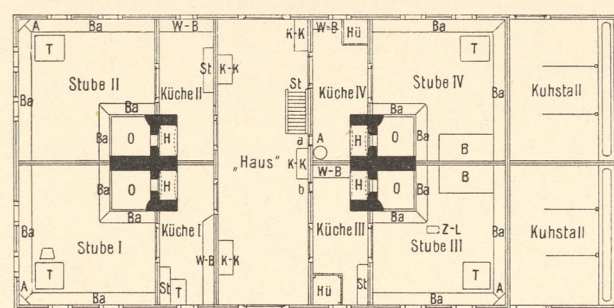 A Ba W-B K-K W-B Hü Ba
T T
Stube II St K-K St Stube IV
Ba Küche II Küche IV Ba Kuhstall
Ba Ba
Ba O H a A H O Ba B
„Haus" K-K
Ba O H b W-B H O Ba B
Ba Ba
Ba Küche I Küche III Z-L Ba Kuhstall
Stube I Stube III
W-B K-K
T St T Hü St T
A Ba Ba A